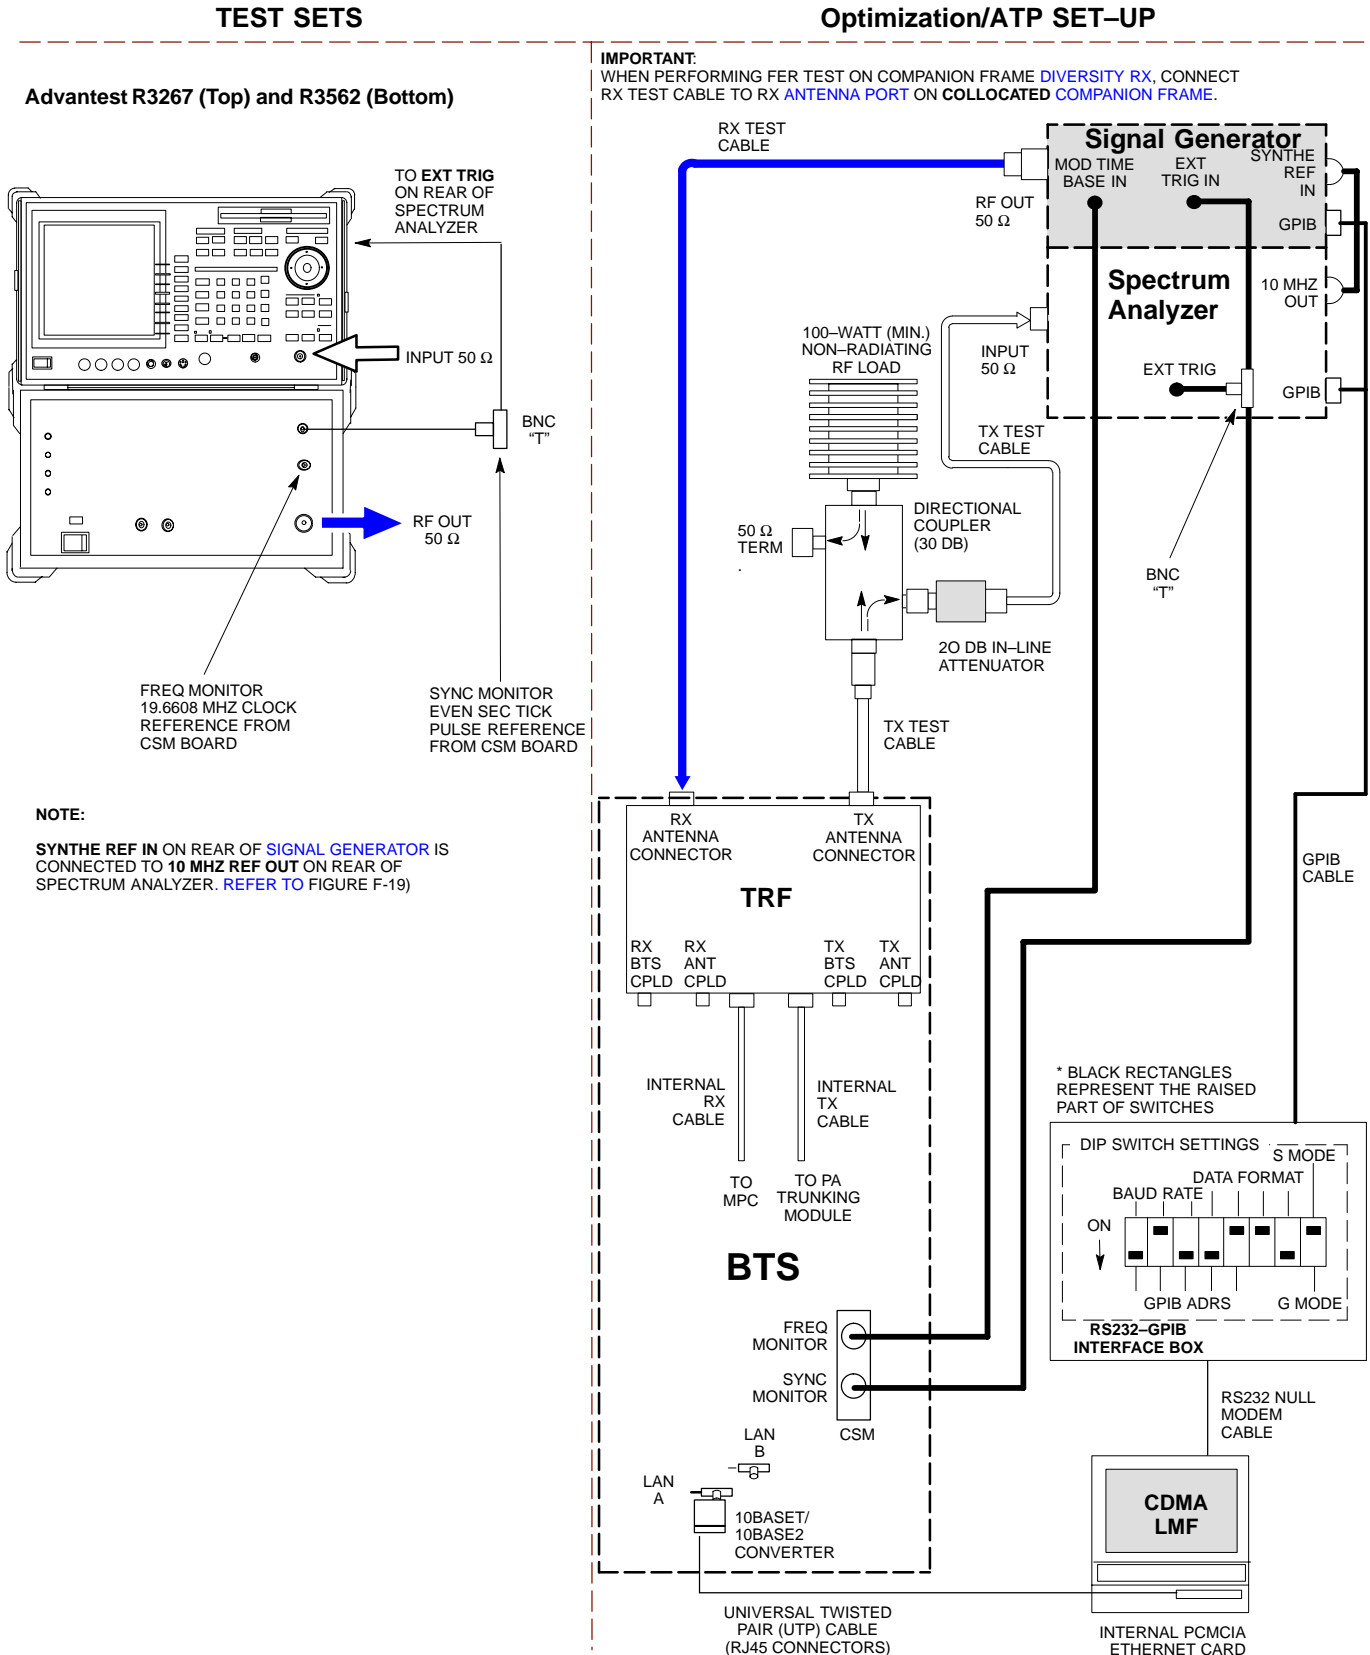 TEST SETS
Optimization/ATP SET–UP
Advantest R3267 (Top) and R3562 (Bottom)
TO EXT TRIG
ON REAR OF
SPECTRUM
ANALYZER
INPUT 50 Ω
BNC
“T”
RF OUT
50 Ω
FREQ MONITOR
19.6608 MHZ CLOCK
REFERENCE FROM
CSM BOARD
SYNC MONITOR
EVEN SEC TICK
PULSE REFERENCE
FROM CSM BOARD
NOTE:
SYNTHE REF IN ON REAR OF SIGNAL GENERATOR IS
CONNECTED TO 10 MHZ REF OUT ON REAR OF
SPECTRUM ANALYZER. REFER TO FIGURE F-19)
IMPORTANT:
WHEN PERFORMING FER TEST ON COMPANION FRAME DIVERSITY RX, CONNECT
RX TEST CABLE TO RX ANTENNA PORT ON COLLOCATED COMPANION FRAME.
RX TEST
CABLE
Signal Generator
MOD TIME
BASE IN
EXT
TRIG IN
SYNTHE
REF
IN
RF OUT
50 Ω
GPIB
Spectrum
Analyzer
10 MHZ
OUT
100–WATT (MIN.)
NON–RADIATING
RF LOAD
INPUT
50 Ω
EXT TRIG
GPIB
TX TEST
CABLE
50 Ω
TERM
.
DIRECTIONAL
COUPLER
(30 DB)
BNC
“T”
2O DB IN–LINE
ATTENUATOR
TX TEST
CABLE
RX
ANTENNA
CONNECTOR
TX
ANTENNA
CONNECTOR
TRF
GPIB
CABLE
RX
BTS
CPLD
RX
ANT
CPLD
TX
BTS
CPLD
TX
ANT
CPLD
INTERNAL
RX
CABLE
INTERNAL
TX
CABLE
TO
MPC
TO PA
TRUNKING
MODULE
* BLACK RECTANGLES
REPRESENT THE RAISED
PART OF SWITCHES
DIP SWITCH SETTINGS
S MODE
DATA FORMAT
BAUD RATE
ON
GPIB ADRS
G MODE
RS232–GPIB
INTERFACE BOX
BTS
FREQ
MONITOR
SYNC
MONITOR
CSM
RS232 NULL
MODEM
CABLE
LAN
B
LAN
A
10BASET/
10BASE2
CONVERTER
CDMA
LMF
UNIVERSAL TWISTED
PAIR (UTP) CABLE
(RJ45 CONNECTORS)
INTERNAL PCMCIA
ETHERNET CARD